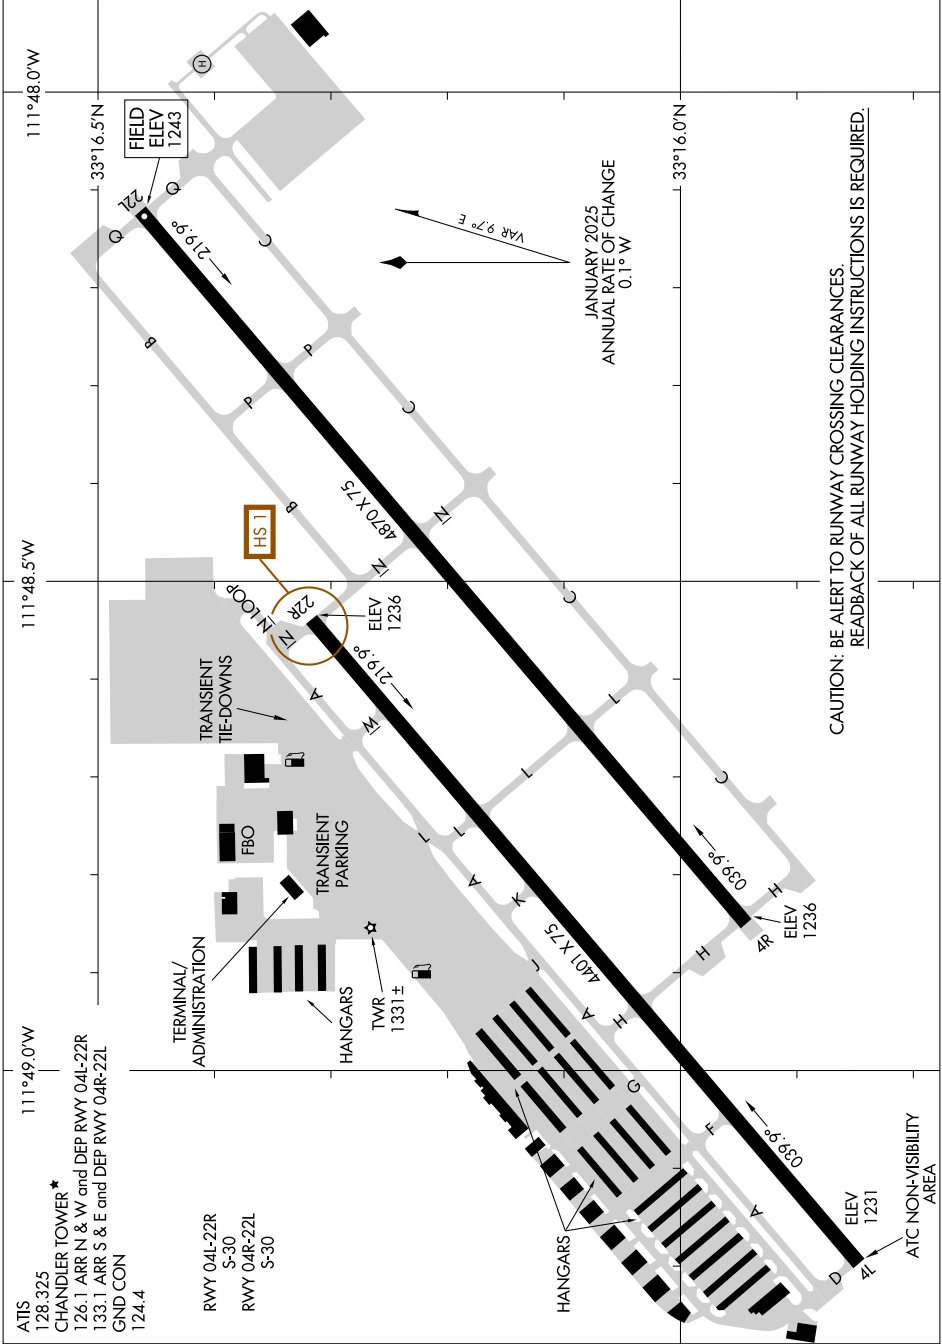 ATIS
128.325
CHANDLER TOWER★
126.1 ARR N & W and DEP RWY 04L-22R
133.1 ARR S & E and DEP RWY 04R-22L
GND CON
124.4
RWY 04L-22R
S-30
RWY 04R-22L
S-30
111°49.0'W
111°48.5'W
111°48.0'W
33°16.5'N
33°16.0'N
FIELD
ELEV
1243
22L
219.9°
Q
Q
C
B
P
P
C
B
4870 X 75
N
N
HS 1
N LOOP
N
22R
ELEV
1236
219.9°
A
M
TRANSIENT
TIE-DOWNS
FBO
TRANSIENT
PARKING
TERMINAL/
ADMINISTRATION
HANGARS
TWR
1331±
L
L
L
L
C
C
A
K
J
4401 X 75
A
H
H
H
039.9°
ELEV
1236
4R
G
F
A
039.9°
ELEV
1231
D
4L
ATC NON-VISIBILITY
AREA
HANGARS
H
VAR 9.7° E
JANUARY 2025
ANNUAL RATE OF CHANGE
0.1° W
CAUTION: BE ALERT TO RUNWAY CROSSING CLEARANCES.
READBACK OF ALL RUNWAY HOLDING INSTRUCTIONS IS REQUIRED.